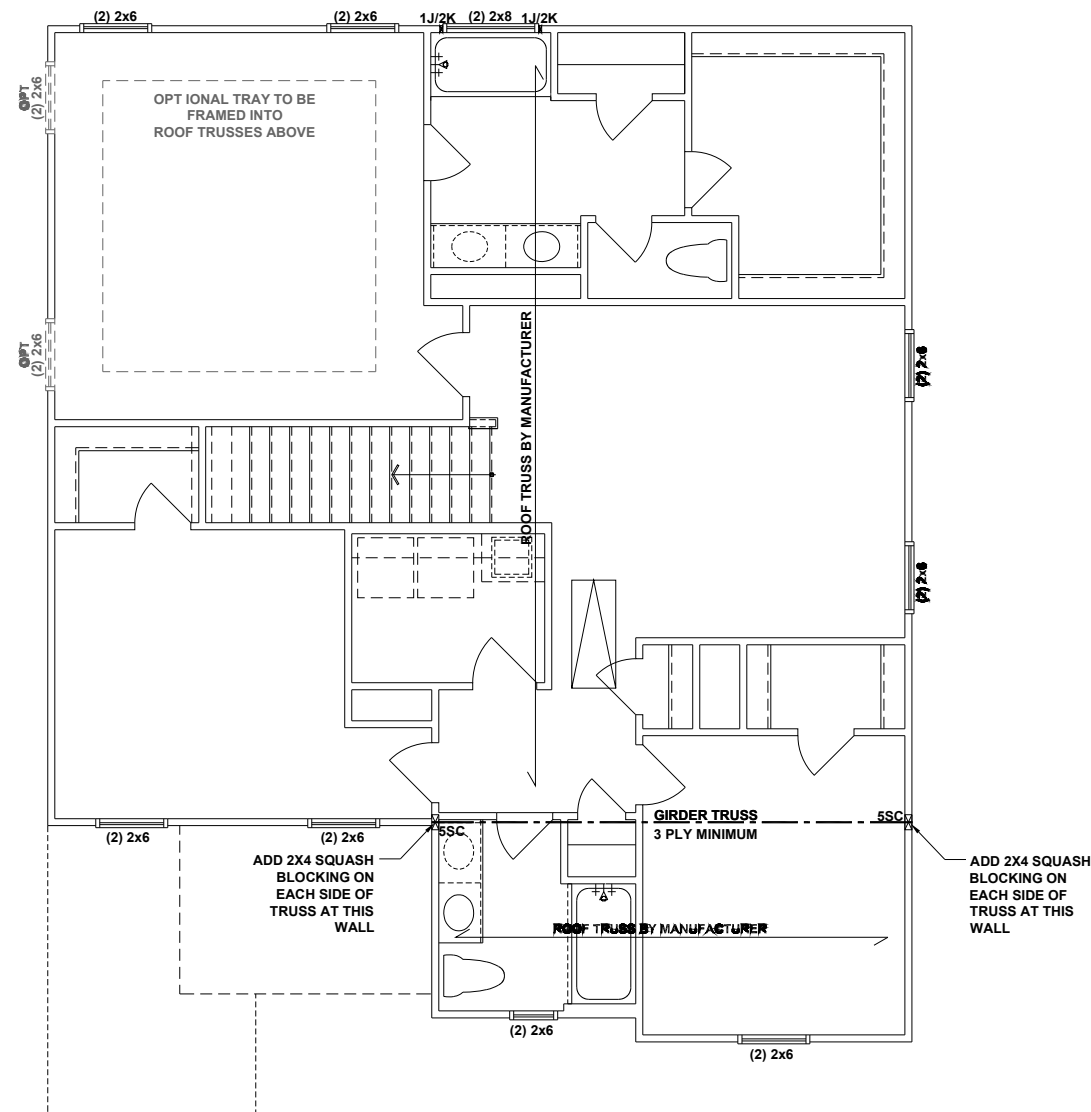 (2) 2x6
(2) 2x6
1J/2K
(2) 2x8
1J/2K
OPT
(2) 2x6
OPT IONAL TRAY TO BE
FRAMED INTO
ROOF TRUSSES ABOVE
OPT
(2) 2x6
ROOF TRUSS BY MANUFACTURER
(2) 2x6
(2) 2x6
GIRDER TRUSS
3 PLY MINIMUM
5SC
5SC
(2) 2x6
(2) 2x6
ADD 2X4 SQUASH
BLOCKING ON
EACH SIDE OF
TRUSS AT THIS
WALL
ADD 2X4 SQUASH
BLOCKING ON
EACH SIDE OF
TRUSS AT THIS
WALL
ROOF TRUSS BY MANUFACTURER
(2) 2x6
(2) 2x6